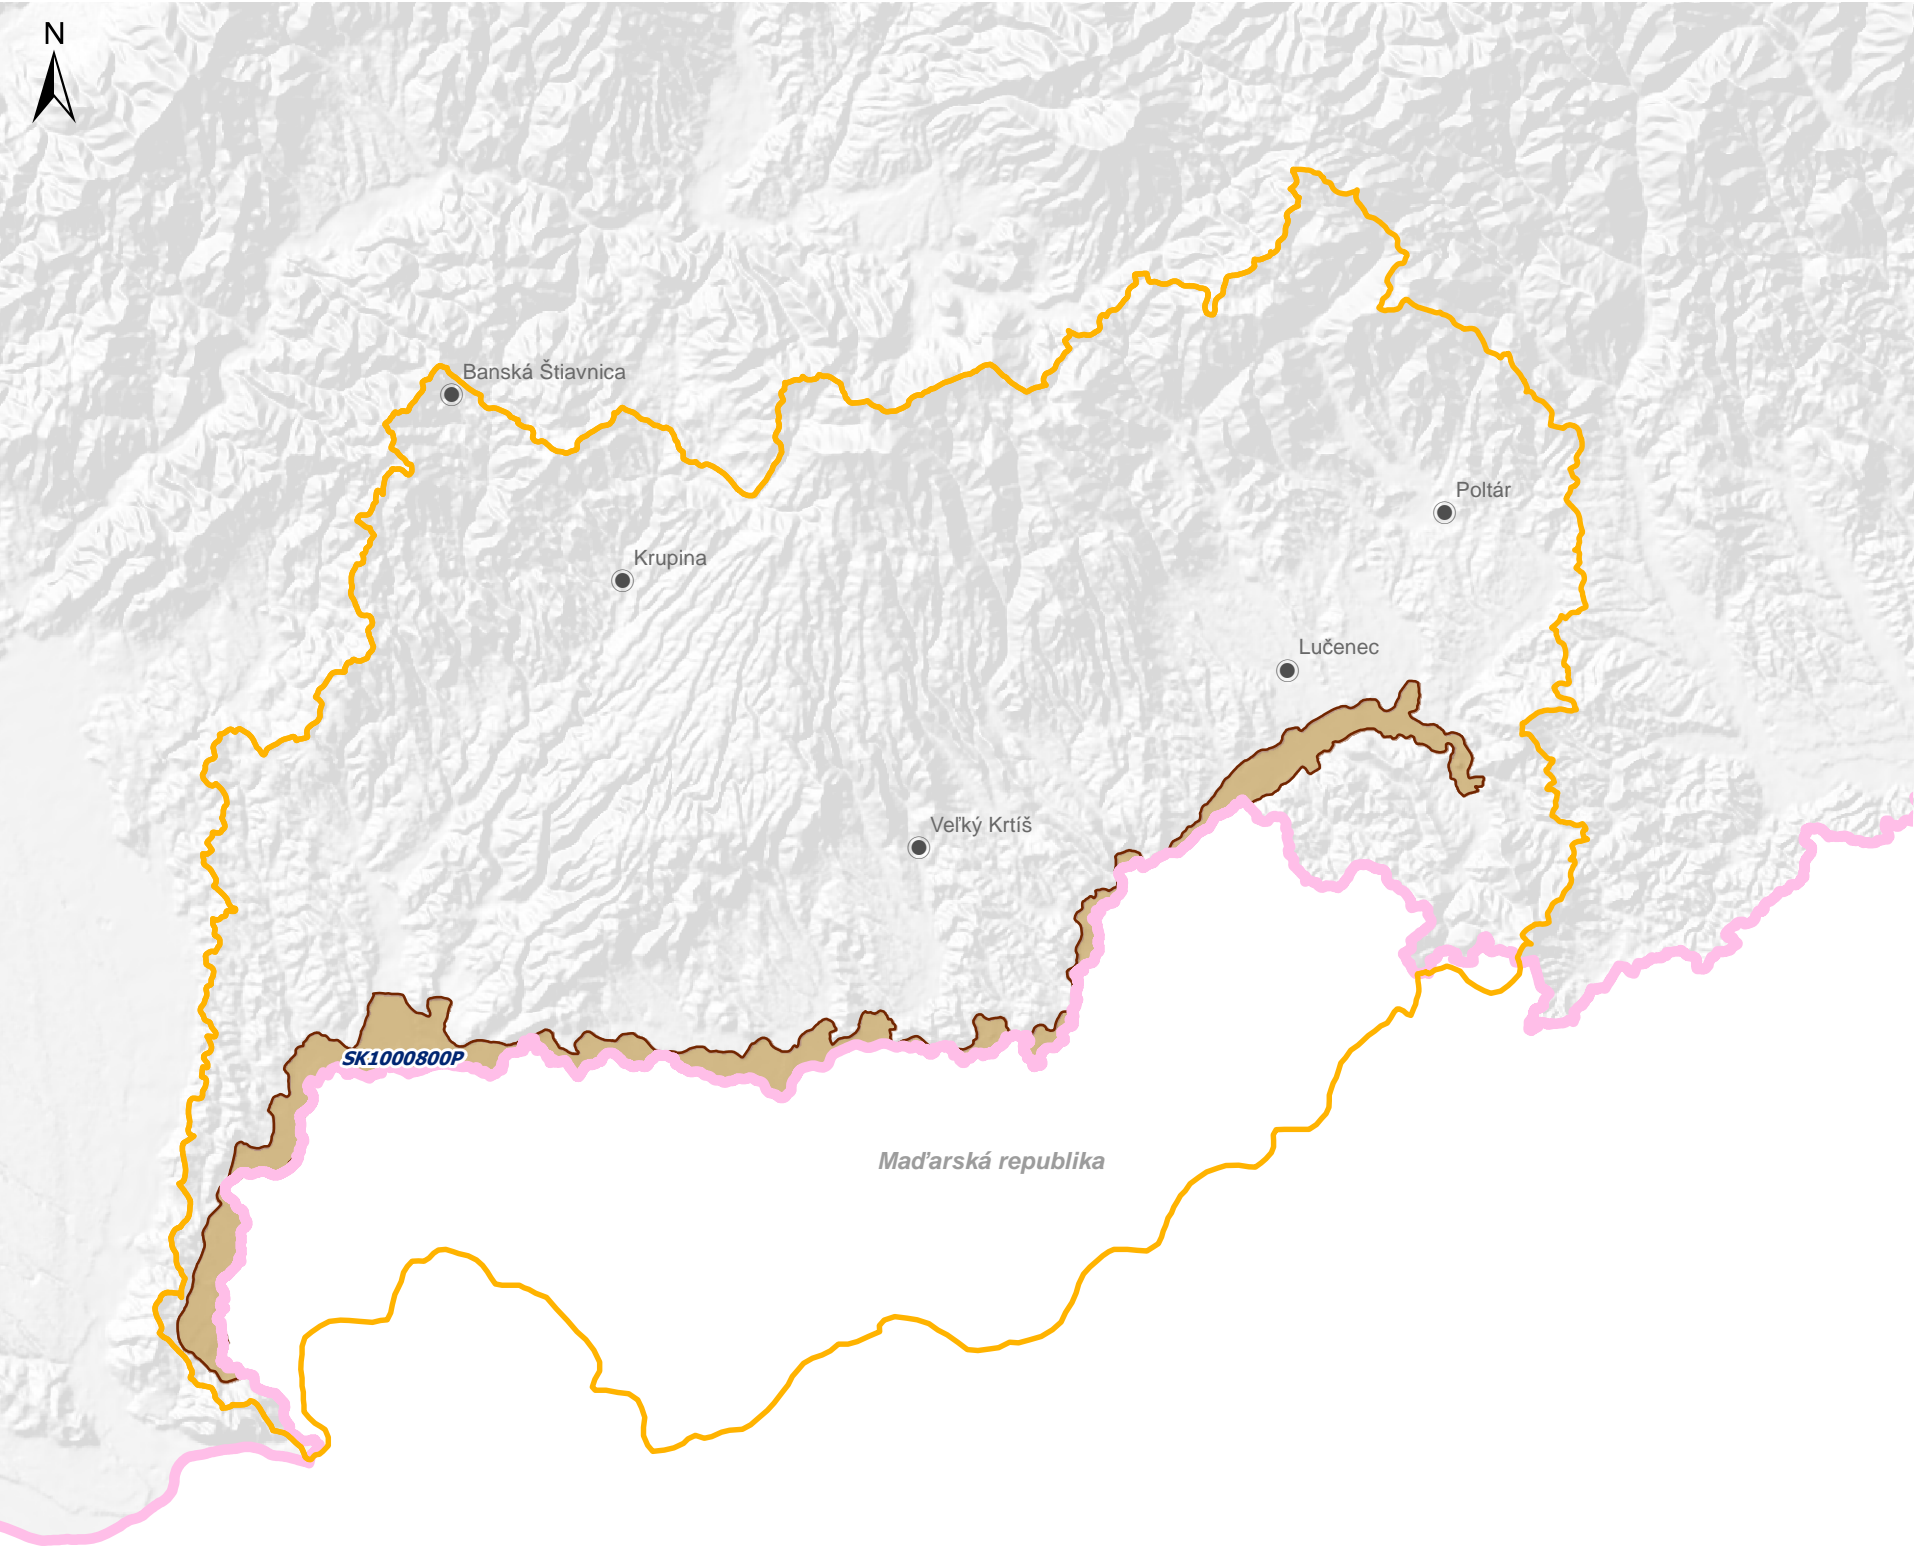 N
Banská Štiavnica
Poltár
Krupina
Lučenec
Veľký Krtíš
SK1000800P
Maďarská republika